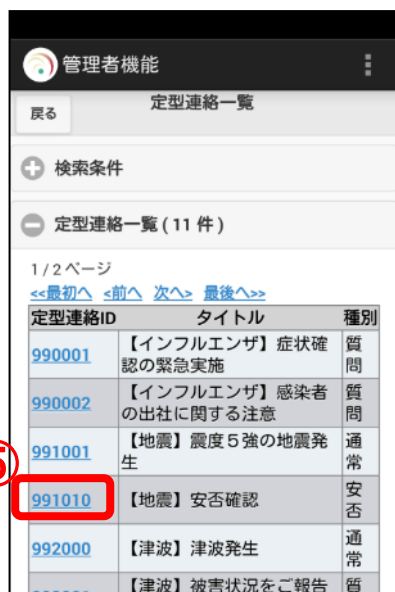 管理者機能
戻る
定型連絡一覧
検索条件
定型連絡一覧 ( 11 件 )
1 / 2 ページ
<<最初へ <前へ 次へ> 最後へ>>
定型連絡ID タイトル 種別
990001 【インフルエンザ】症状確認の緊急実施 質問
990002 【インフルエンザ】感染者の出社に関する注意 質問
991001 【地震】震度５強の地震発生 通常
991010 【地震】安否確認 安否
992000 【津波】津波発生 通常
【津波】被害状況をご報告 質